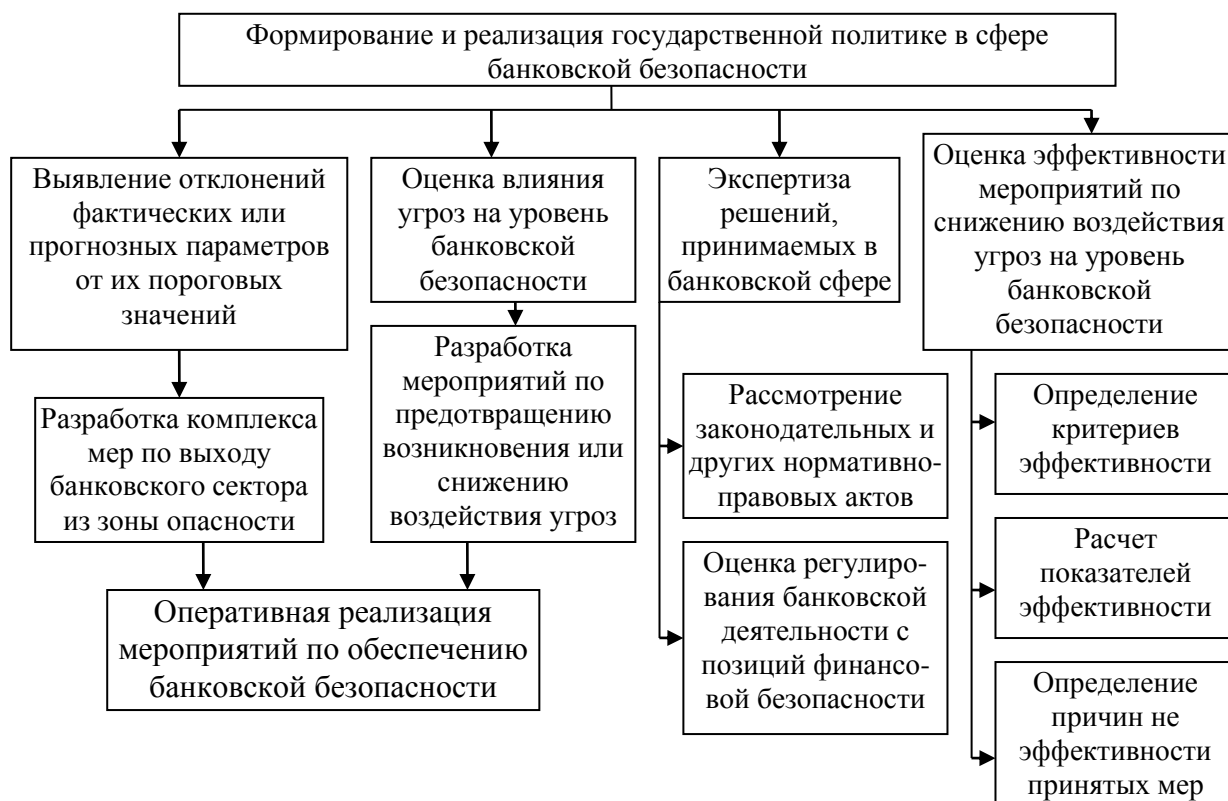 Формирование и реализация государственной политике в сфере
банковской безопасности
Выявление отклонений
фактических или
прогнозных параметров
от их пороговых
значений
Оценка влияния
угроз на уровень
банковской
безопасности
Экспертиза
решений,
принимаемых в
банковской сфере
Оценка эффективности
мероприятий по
снижению воздействия
угроз на уровень
банковской
безопасности
Разработка комплекса
мер по выходу
банковского сектора
из зоны опасности
Разработка
мероприятий по
предотвращению
возникновения или
снижению
воздействия угроз
Оперативная реализация
мероприятий по обеспечению
банковской безопасности
Рассмотрение
законодательных и
других нормативно-
правовых актов
Оценка регулиро-
вания банковской
деятельности с
позиций финансо-
вой безопасности
Определение
критериев
эффективности
Расчет
показателей
эффективности
Определение
причин не
эффективности
принятых мер